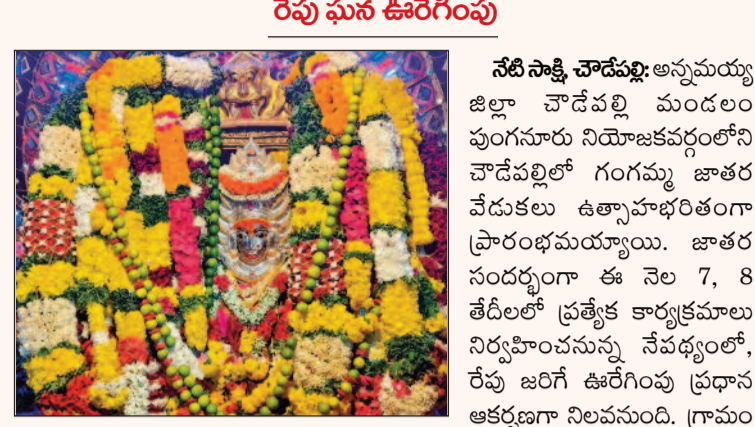 రేపు ఘన ఊరేగింపు
నేటి సాక్షి, చౌడేపల్లి: అన్నమయ్య
జిల్లా చౌడేపల్లి మండలం
పుంగనూరు నియోజకవర్గంలోని
చౌడేపల్లిలో గంగమ్మ జాతర
వేడుకలు ఉత్సాహభరితంగా
ప్రారంభమయ్యాయి. జాతర
సందర్భంగా ఈ నెల 7, 8
తేదీలలో ప్రత్యేక కార్యక్రమాలు
నిర్వహించనున్న నేపథ్యంలో,
రేపు జరిగే ఊరేగింపు ప్రధాన
ఆకర్షణగా నిలవనుంది. గ్రామం